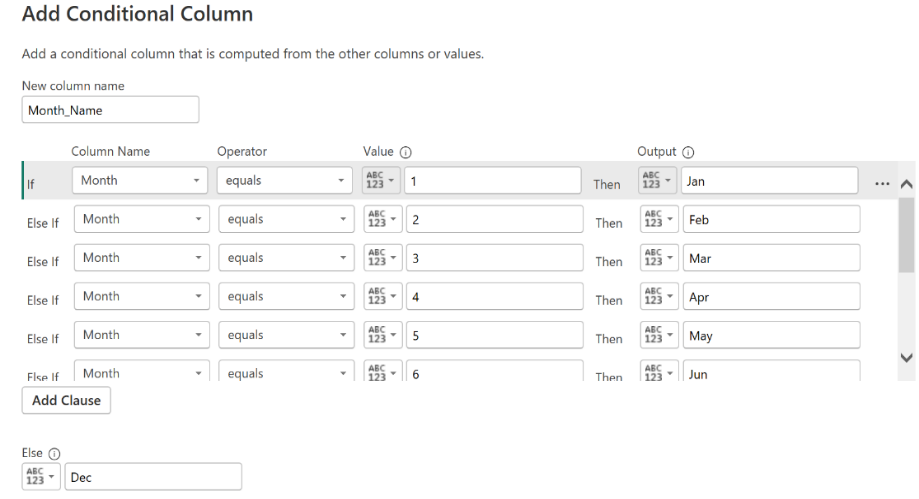 Add Conditional Column
Add a conditional column that is computed from the other columns or values.
New column name
Month_Name
Column Name Operator Value Output
If Month equals ABC 123 1 Then ABC 123 Jan ...
Else If Month equals ABC 123 2 Then ABC 123 Feb
Else If Month equals ABC 123 3 Then ABC 123 Mar
Else If Month equals ABC 123 4 Then ABC 123 Apr
Else If Month equals ABC 123 5 Then ABC 123 May
Else If Month equals ABC 123 6 Then ABC 123 Jun
Add Clause
Else
ABC 123 Dec